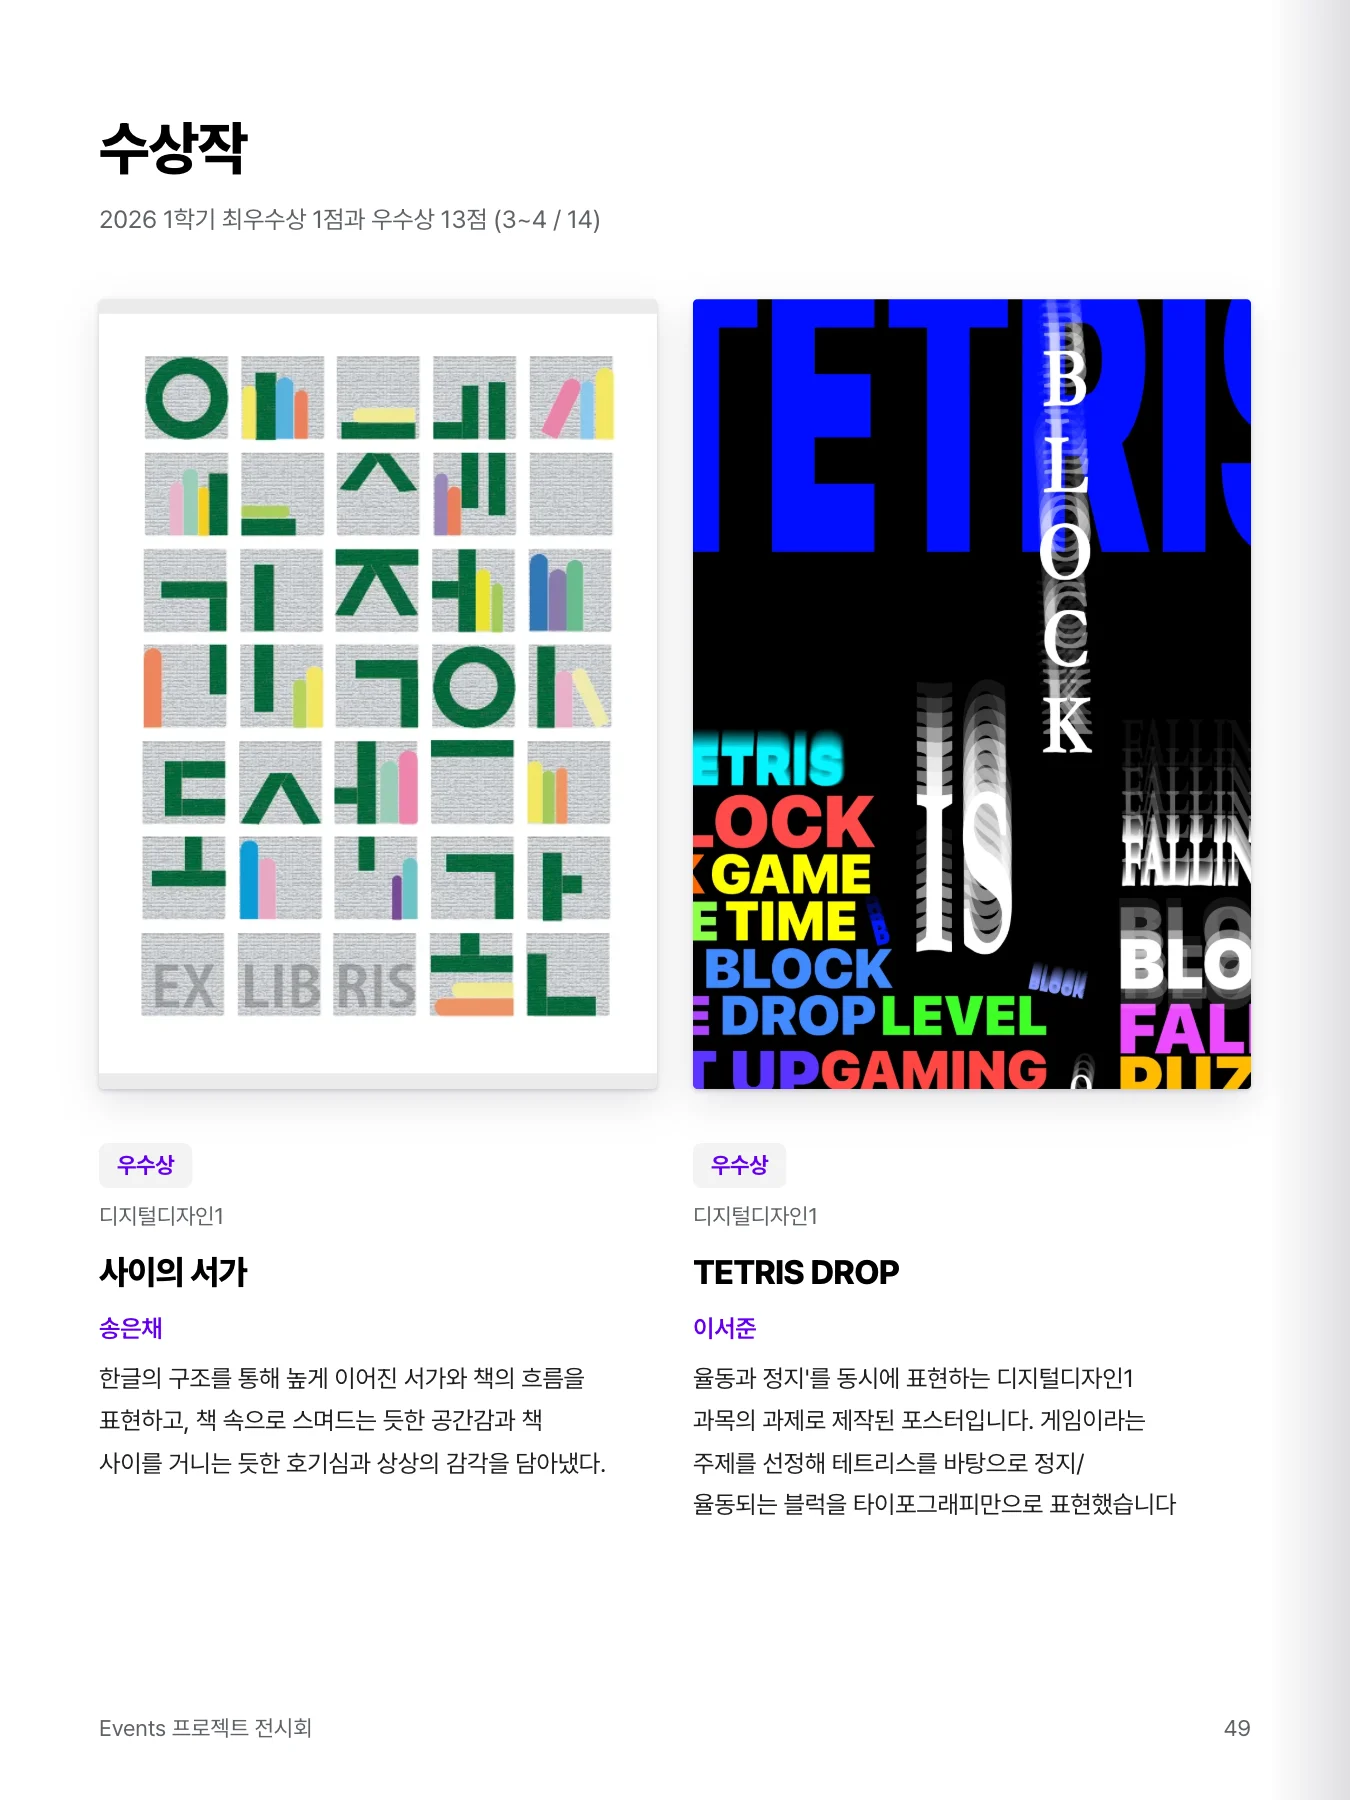 수상작
2026 1학기 최우수상 1점과 우수상 13점 (3~4 / 14)
EX LIB RIS
TETRIS
BLOCK
IS
ETRIS
LOCK
K GAME
E TIME
BLOCK
E DROP LEVEL
T UP GAMING
BLOCK
FALLIN
FALLIN
FALLIN
FALLIN
BLO
FALL
PUZ
우수상
디지털디자인1
사이의 서가
송은채
한글의 구조를 통해 높게 이어진 서가와 책의 흐름을
표현하고, 책 속으로 스며드는 듯한 공간감과 책
사이를 거니는 듯한 호기심과 상상의 감각을 담아냈다.
우수상
디지털디자인1
TETRIS DROP
이서준
율동과 정지'를 동시에 표현하는 디지털디자인1
과목의 과제로 제작된 포스터입니다. 게임이라는
주제를 선정해 테트리스를 바탕으로 정지/
율동되는 블럭을 타이포그래피만으로 표현했습니다
Events 프로젝트 전시회
49